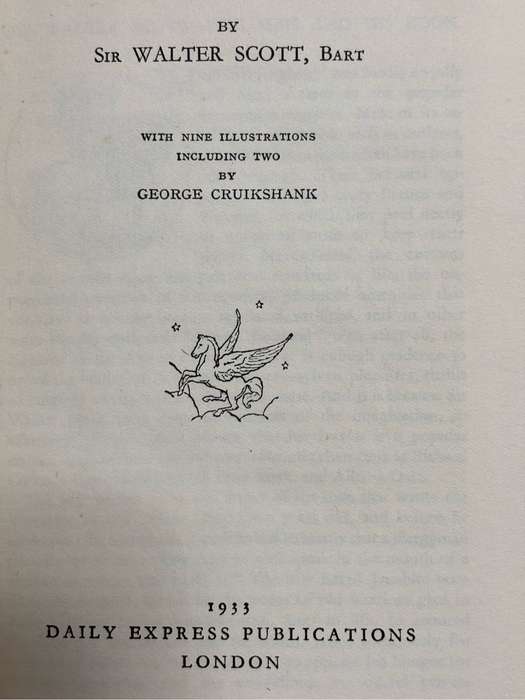 BY
SIR WALTER SCOTT, BART
WITH NINE ILLUSTRATIONS
INCLUDING TWO
BY
GEORGE CRUIKSHANK
1933
DAILY EXPRESS PUBLICATIONS
LONDON